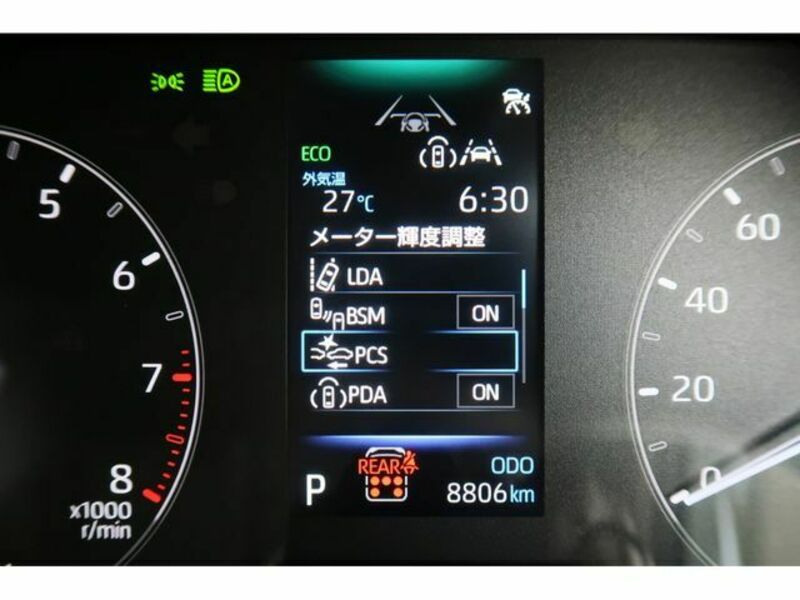 A
ECO
外気温
27℃
6:30
メーター輝度調整
LDA
BSM ON
PCS
PDA ON
REAR
P
ODO
8806km
5
6
7
8
x1000
r/min
60
40
20
0